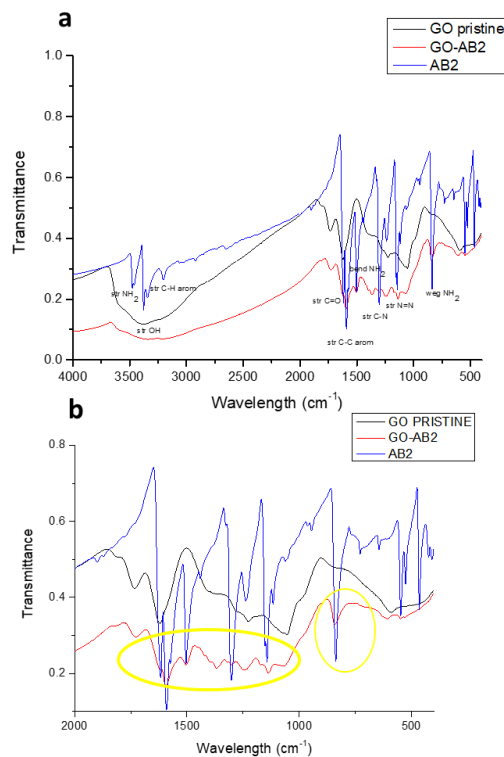 a
GO pristine
GO-AB2
AB2
1.0
0.8
0.6
0.4
0.2
0.0
Transmittance
str NH2
str C-H arom
str OH
bend NH2
str C=O
str N=N
weg NH2
str C-N
str C-C arom
4000 3500 3000 2500 2000 1500 1000 500
Wavelength (cm-1)
b
GO PRISTINE
GO-AB2
AB2
0.8
0.6
0.4
0.2
Transmittance
2000 1500 1000 500
Wavelength (cm-1)